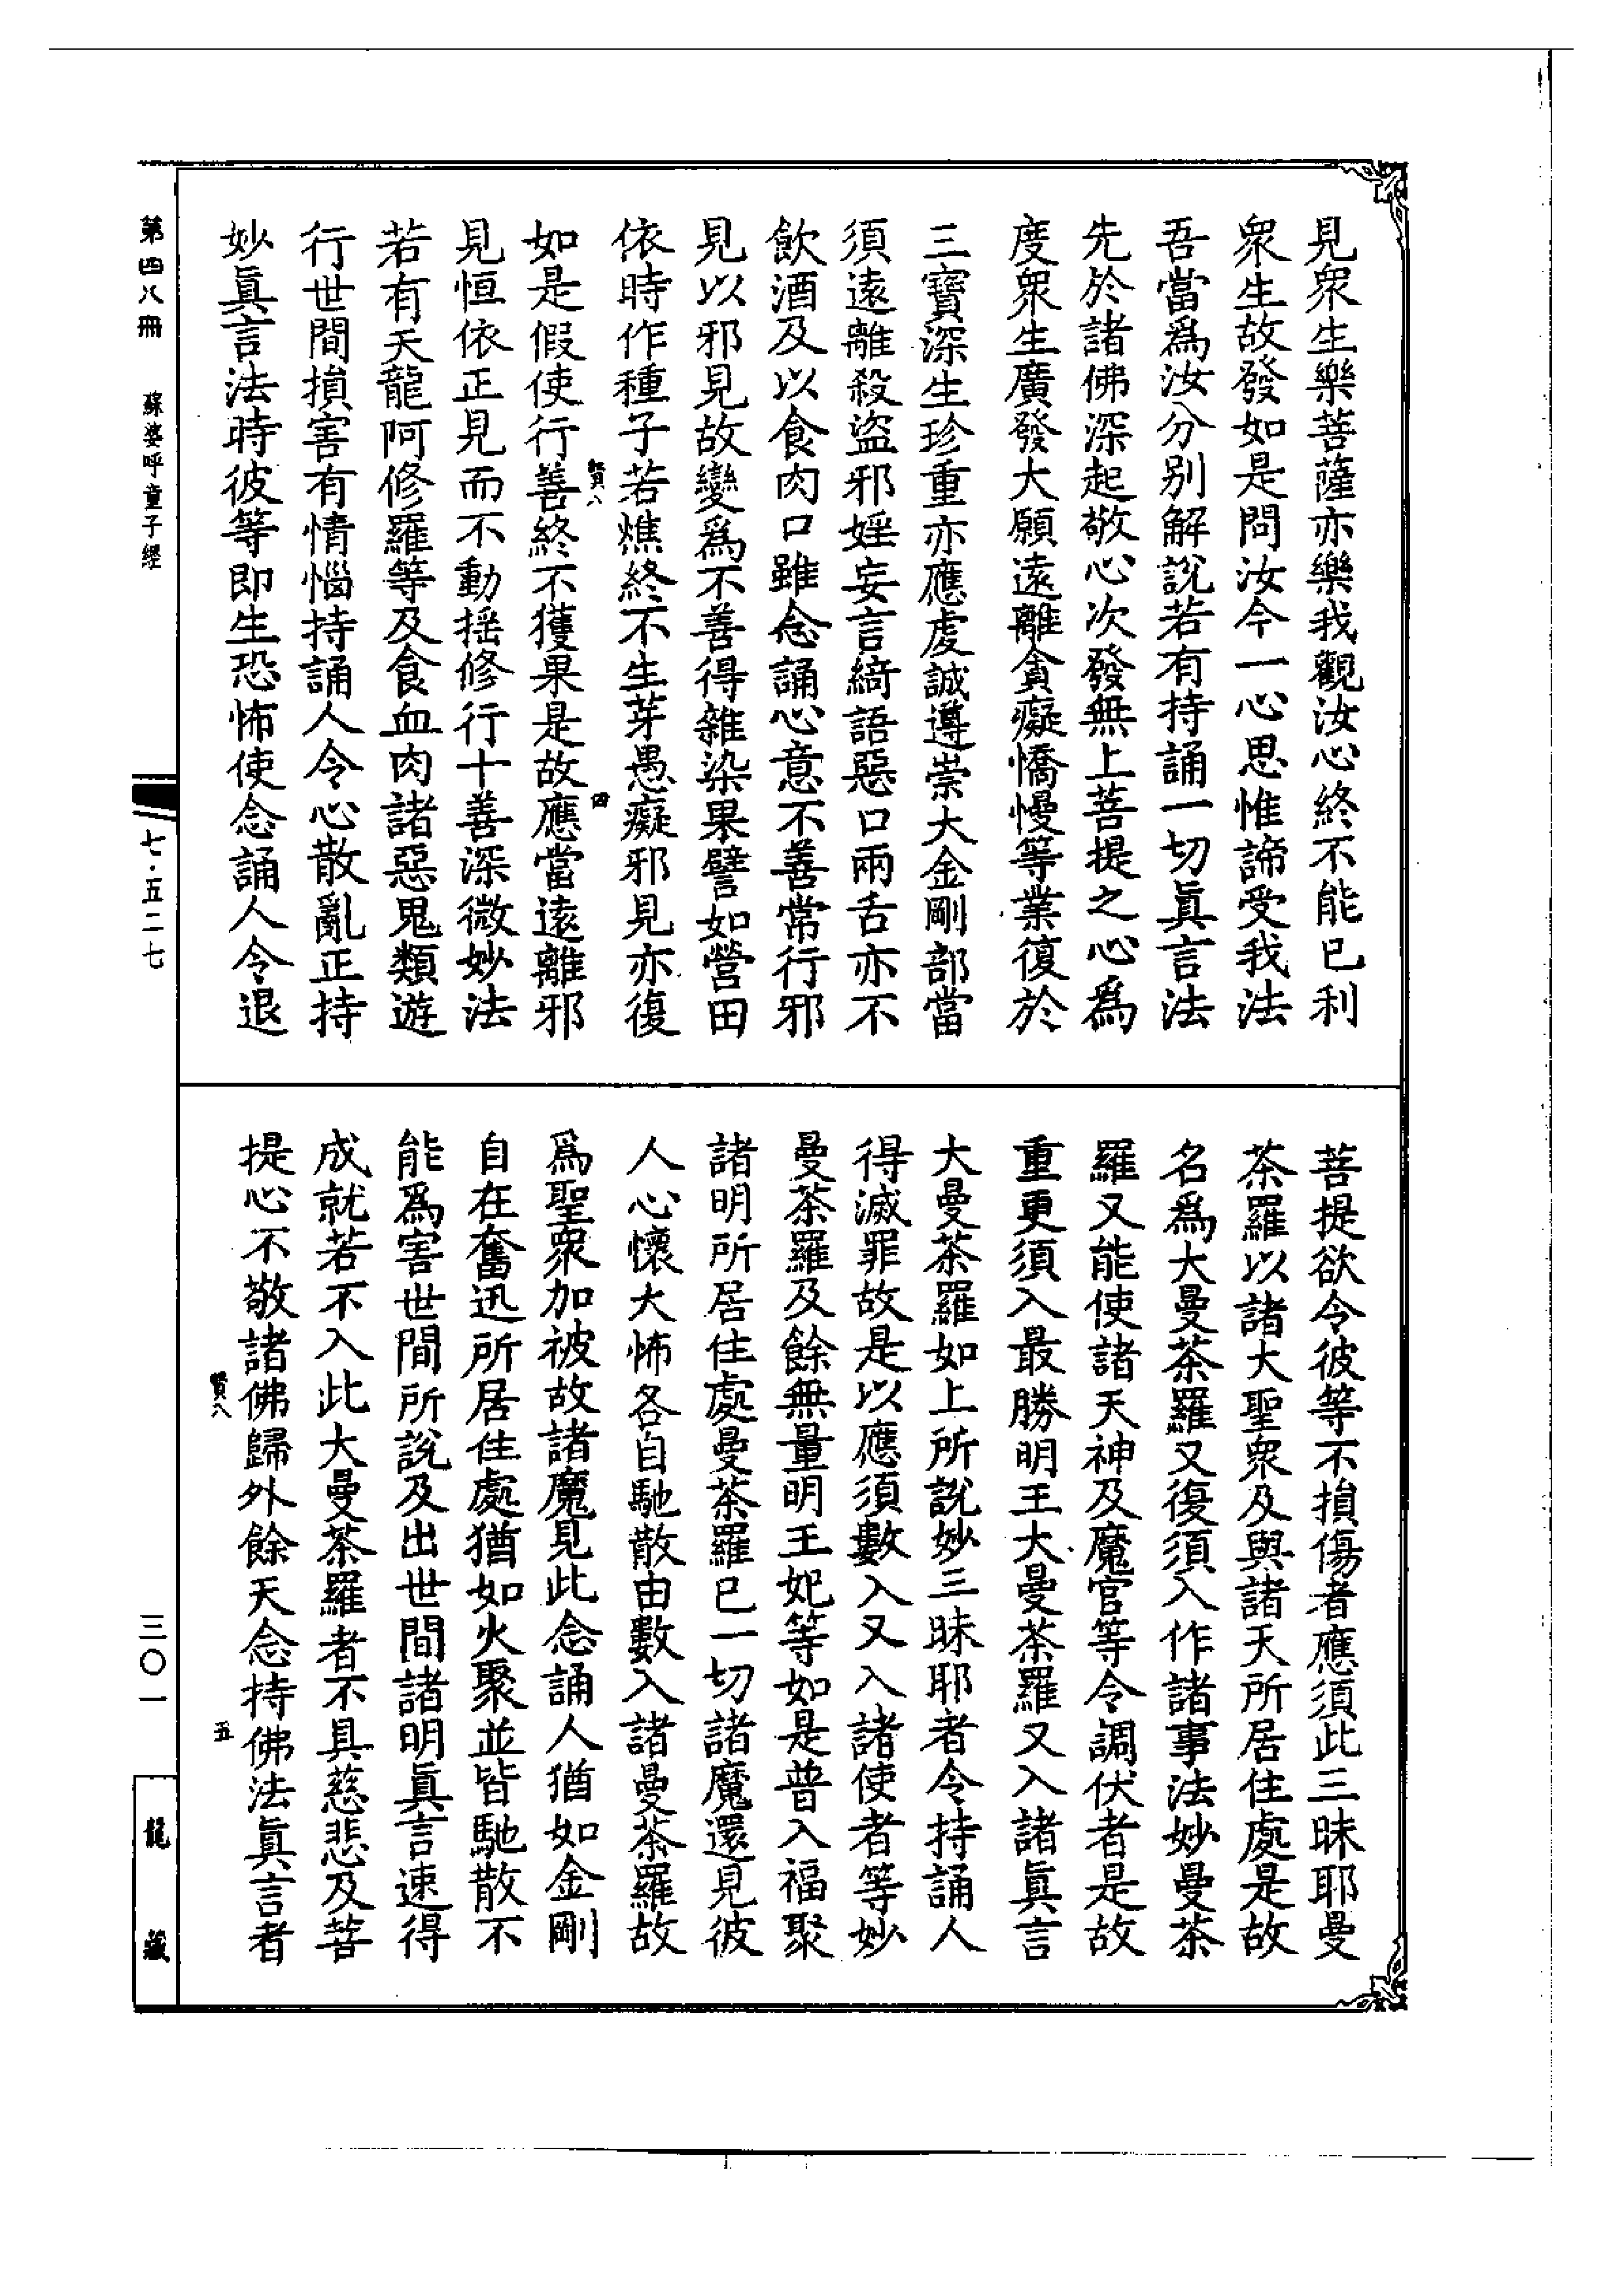 見衆生樂菩薩亦樂我觀汝心終不能已利
衆生故發如是問汝今一心思惟諦受我法
吾當爲汝分别解說若有持誦一切眞言法
先於諸佛深起敬心次發無上菩提之心爲
度衆生廣發大願遠離貪癡憍慢等業復於
三寶深生珍重亦應虔誠遵崇大金剛部當
須遠離殺盜邪婬妄言綺語惡口兩舌亦不
飲酒及以食肉口雖念誦心意不善常行邪
見以邪見故變爲不善得雜染果譬如營田
依時作種子若燋終不生芽愚癡邪見亦復
賢八
四
如是假使行善終不獲果是故應當遠離邪
見恒依正見而不動摇修行十善深微妙法
若有天龍阿修羅等及食血肉諸惡鬼類遊
行世間損害有情惱持誦人令心散亂正持
妙眞言法時彼等即生恐怖使念誦人令退
菩提欲令彼等不損傷者應須此三昧耶曼
茶羅以諸大聖衆及與諸天所居住處是故
名爲大曼茶羅又復須入作諸事法妙曼茶
羅又能使諸天神及魔官等令調伏者是故
重更須入最勝明王大曼茶羅又入諸眞言
大曼茶羅如上所說妙三昧耶者令持誦人
得滅罪故是以應須數入又入諸使者等妙
曼茶羅及餘無量明王妃等如是普入福聚
諸明所居住處曼茶羅已一切諸魔還見彼
人心懷大怖各自馳散由數入諸曼茶羅故
爲聖衆加被故諸魔見此念誦人猶如金剛
自在奮迅所居住處猶如火聚並皆馳散不
能爲害世間所說及出世間諸明眞言速得
成就若不入此大曼茶羅者不具慈悲及菩
提心不敬諸佛歸外餘天念持佛法眞言者
賢八
五
第四八冊
蘇婆呼童子經
七·五二七
三〇一
龍藏